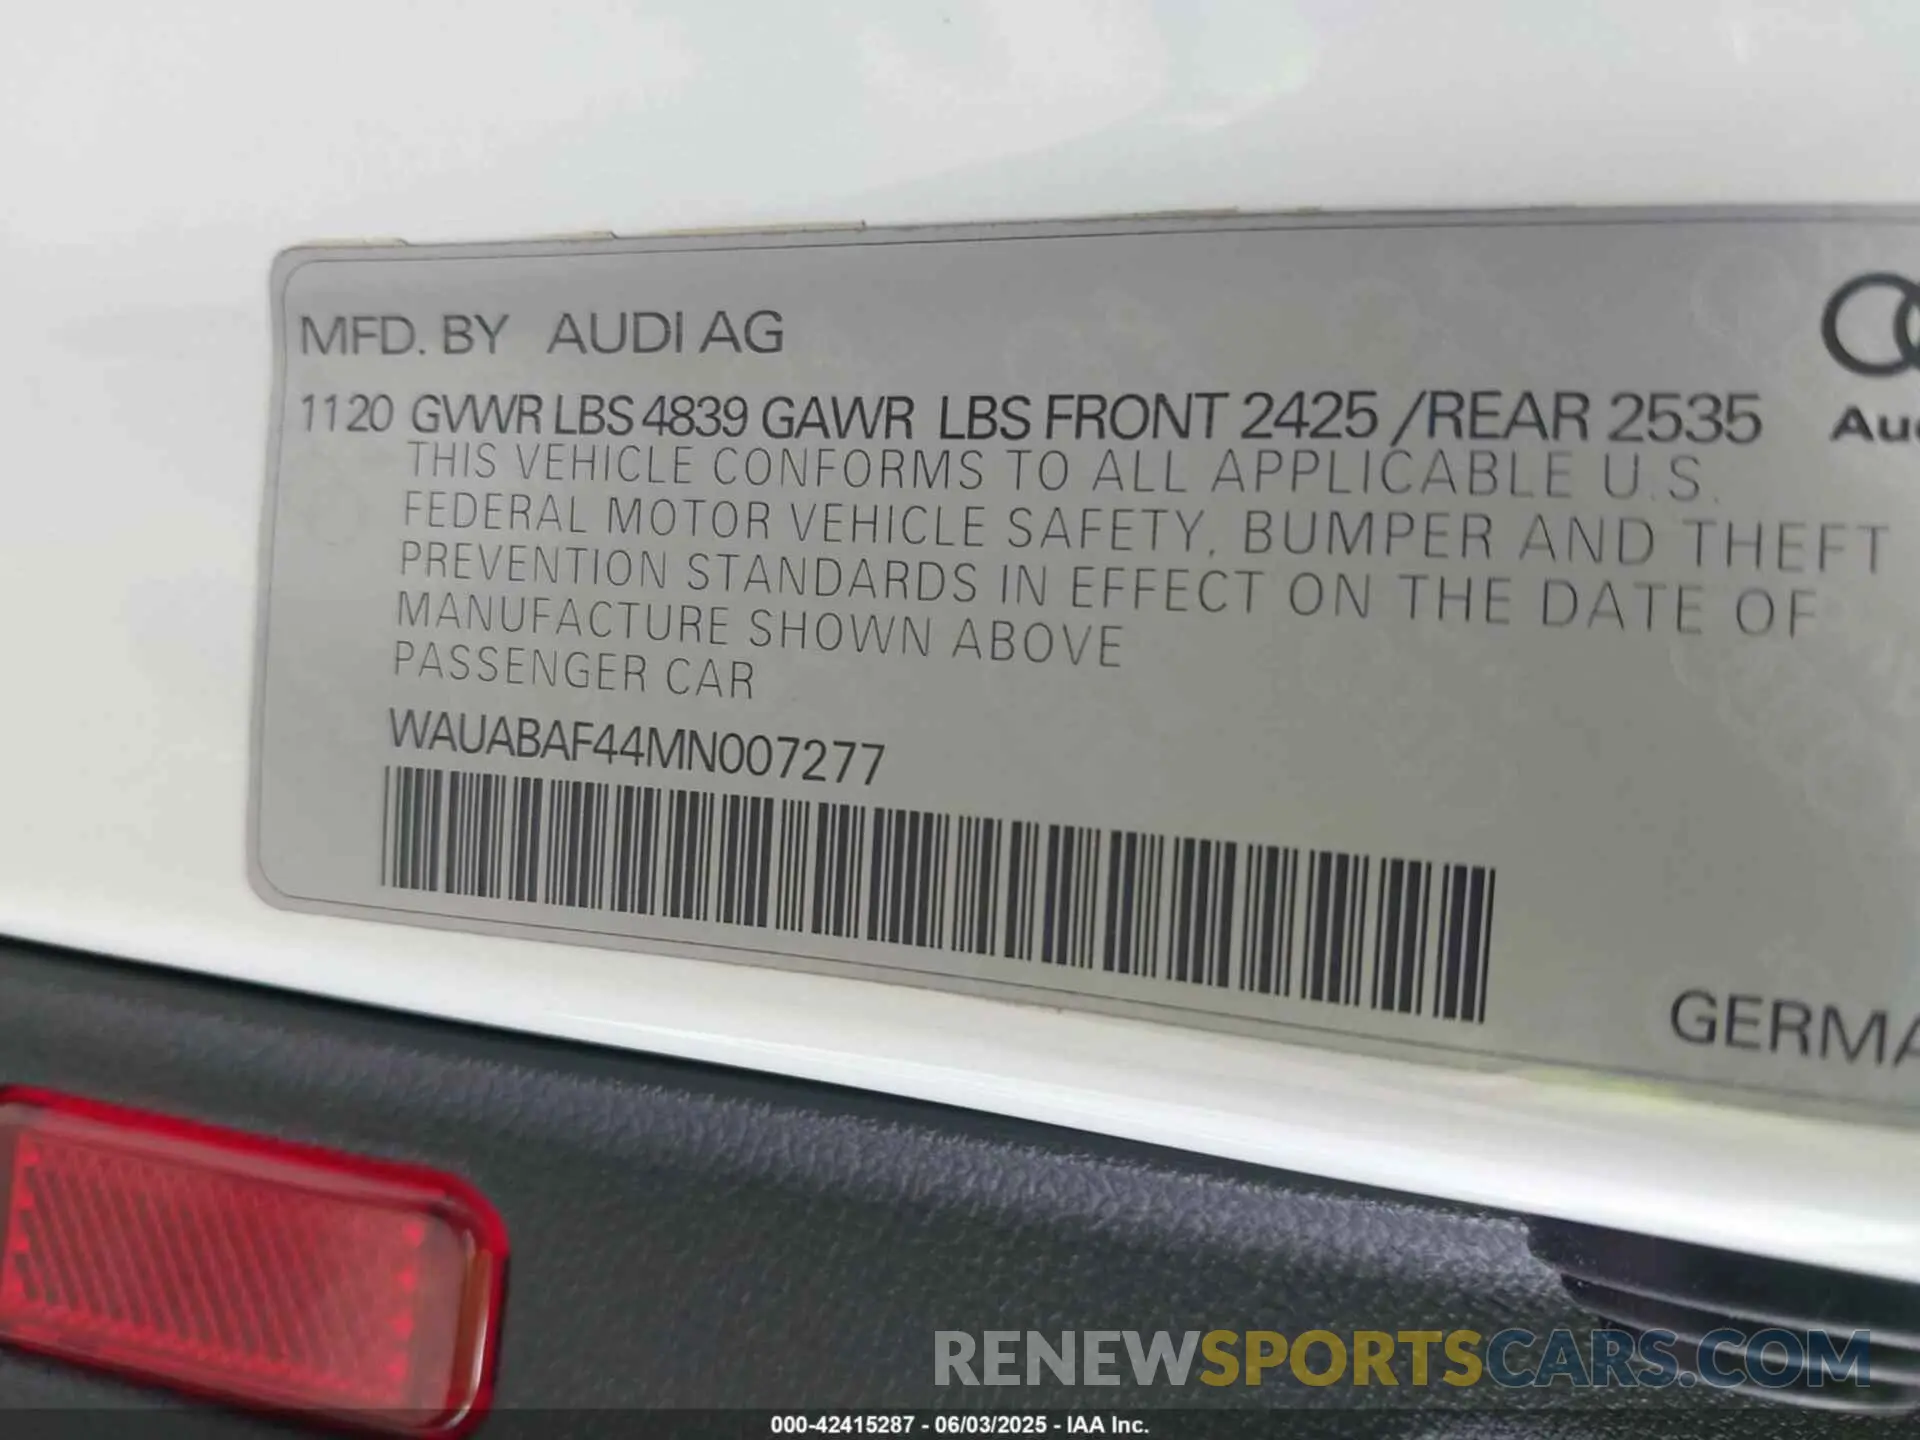 MFD. BY AUDI AG
1120 GVWR LBS 4839 GAWR LBS FRONT 2425 /REAR 2535
THIS VEHICLE CONFORMS TO ALL APPLICABLE U.S.
FEDERAL MOTOR VEHICLE SAFETY, BUMPER AND THEFT
PREVENTION STANDARDS IN EFFECT ON THE DATE OF
MANUFACTURE SHOWN ABOVE
PASSENGER CAR
WAUABAF44MN007277
Au
GERMA
RENEWSPORTSCARS.COM
000-42415287 - 06/03/2025 - IAA Inc.